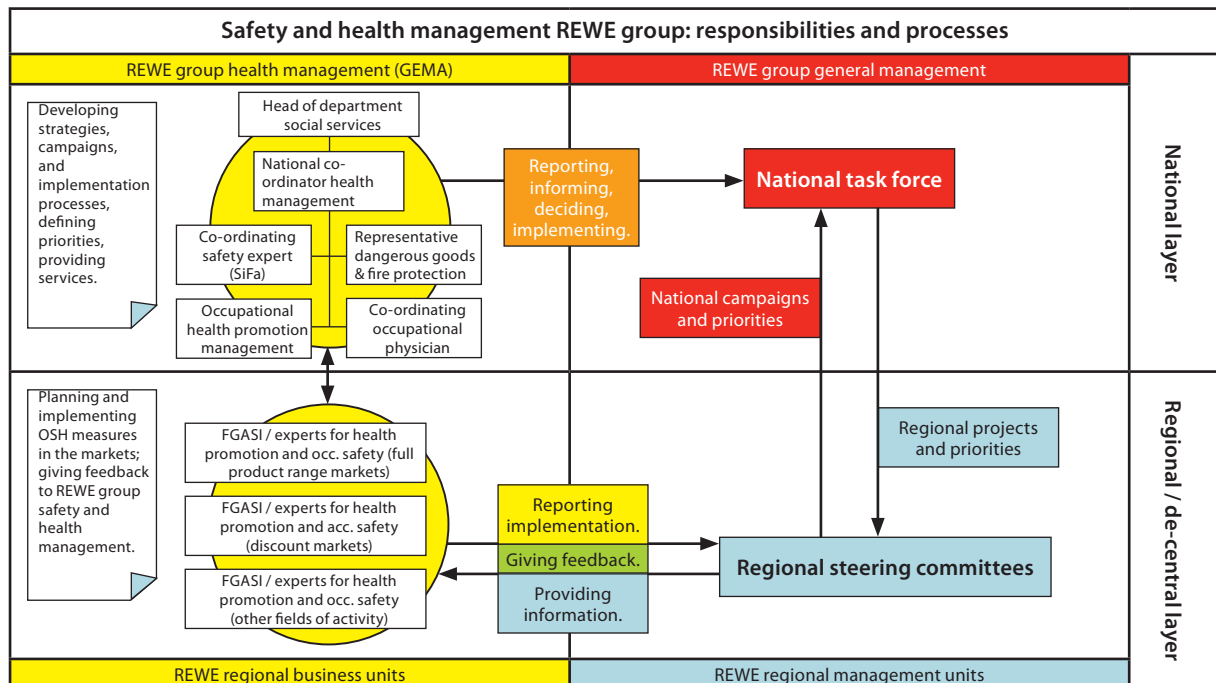 Safety and health management REWE group: responsibilities and processes
REWE group health management (GEMA)
REWE group general management
Developing
strategies,
campaigns,
and
implementation
processes,
defining
priorities,
providing
services.
Head of department
social services
National co-
ordinator health
management
Co-ordinating
safety expert
(SiFa)
Representative
dangerous goods
& fire protection
Occupational
health promotion
management
Co-ordinating
occupational
physician
Reporting,
informing,
deciding,
implementing.
National task force
National campaigns
and priorities
National layer
Planning and
implementing
OSH measures
in the markets;
giving feedback
to REWE group
safety and
health
management.
FGASI / experts for health
promotion and occ. safety (full
product range markets)
FGASI / experts for health
promotion and acc. safety
(discount markets)
FGASI / experts for health
promotion and occ. safety
(other fields of activity)
Reporting
implementation.
Giving feedback.
Providing
information.
Regional projects
and priorities
Regional steering committees
Regional / de-central layer
REWE regional business units
REWE regional management units